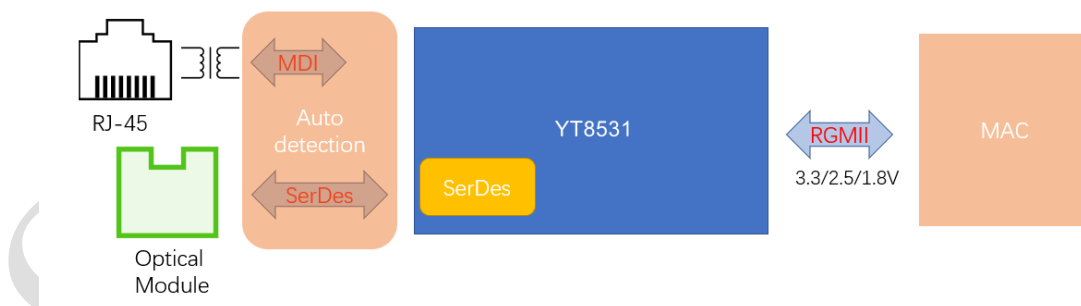 MDI
RJ-45
Auto
detection
YT8531
RGMII
MAC
3.3/2.5/1.8V
SerDes
SerDes
Optical
Module